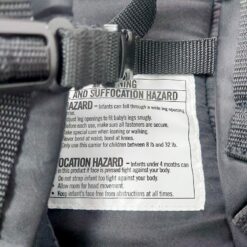 NING
AND SUFFOCATION HAZARD
HAZARD – Infants can fall through a wide leg opening
or
st leg openings to fit baby's legs snugly.
before each use, make sure all fasteners are secure.
Take special care when leaning or walking.
Never bend at waist; bend at knees.
Only use this carrier for children between 8 lb and 32 lb.
OCATION HAZARD – Infants under 4 months can
in this product if face is pressed tight against your body.
Do not strap infant too tight against your body.
Allow room for head movement.
• Keep infant's face free from obstructions at all times.